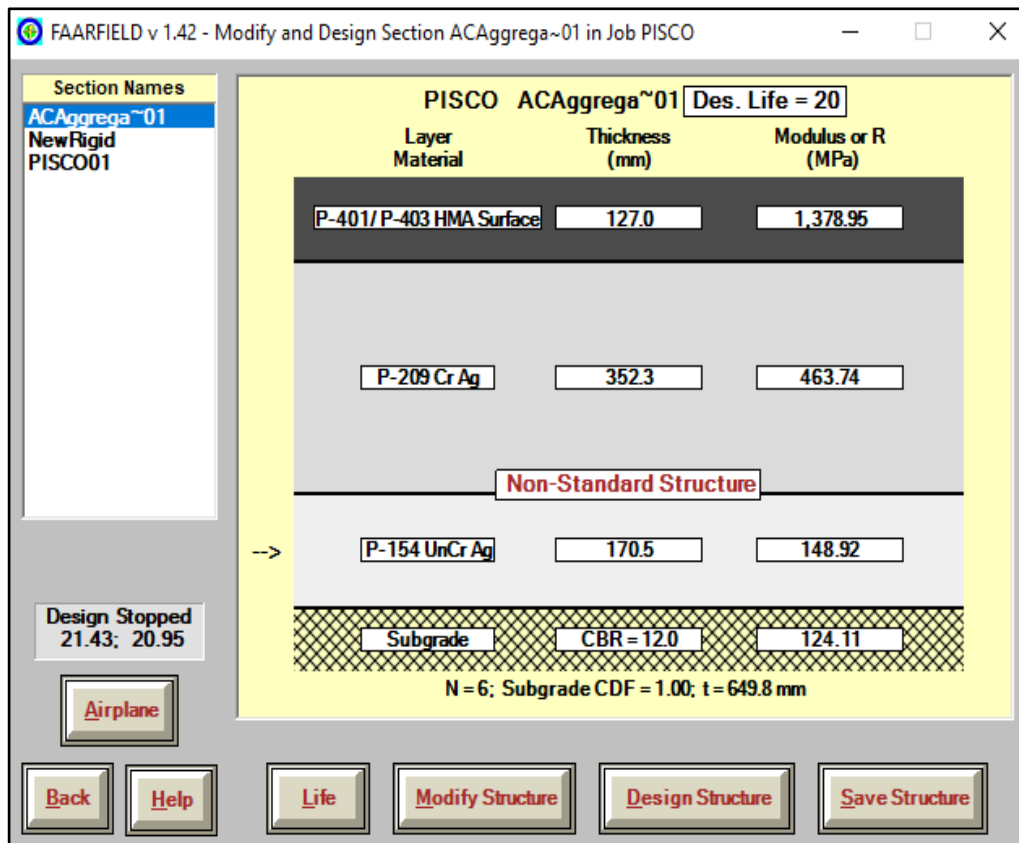 FAARFIELD v 1.42 - Modify and Design Section ACAggrega~01 in Job PISCO
Section Names
ACAggrega~01
NewRigid
PISCO01
PISCO ACAggrega~01 Des. Life = 20
Layer Material
Thickness (mm)
Modulus or R (MPa)
P-401/ P-403 HMA Surface 127.0 1,378.95
P-209 Cr Ag 352.3 463.74
Non-Standard Structure
--> P-154 UnCr Ag 170.5 148.92
Subgrade CBR = 12.0 124.11
N = 6; Subgrade CDF = 1.00; t = 649.8 mm
Design Stopped
21.43; 20.95
Airplane
Back Help Life Modify Structure Design Structure Save Structure